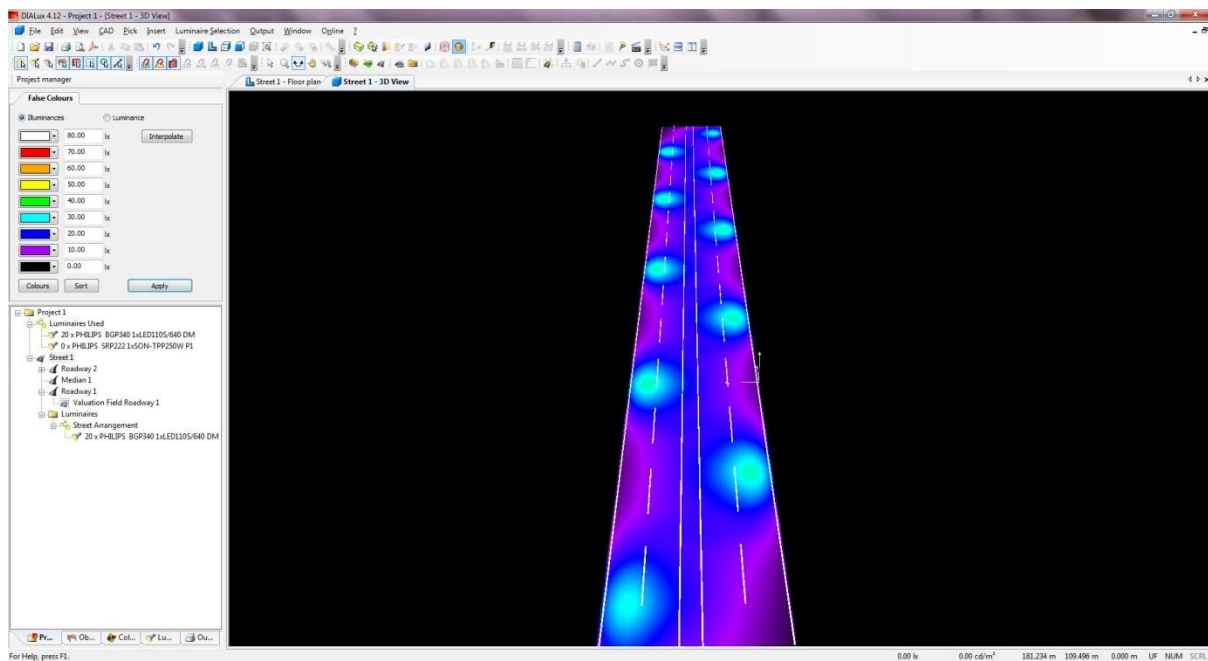 DIALux 4.12 - Project 1 - [Street 1 - 3D View]
File Edit View CAD Pick Insert Luminaire Selection Output Window Online ?
Project manager
Street 1 - Floor plan Street 1 - 3D View
False Colours
Illuminances Luminance
80.00 lx Interpolate
70.00 lx
60.00 lx
50.00 lx
40.00 lx
30.00 lx
20.00 lx
10.00 lx
0.00 lx
Colours Sort Apply
Project 1
Luminaires Used
20 x PHILIPS BGP340 1xLED110S/640 DM
0 x PHILIPS SRP222 1xSON-TPP250W P1
Street 1
Roadway 2
Median 1
Roadway 1
Valuation Field Roadway 1
Luminaires
Street Arrangement
20 x PHILIPS BGP340 1xLED110S/640 DM
Pr... Ob... Col... Lu... Ou...
For Help, press F1. 0.00 lx 0.00 cd/m² 181.234 m 109.496 m 0.000 m UF NUM SCRL